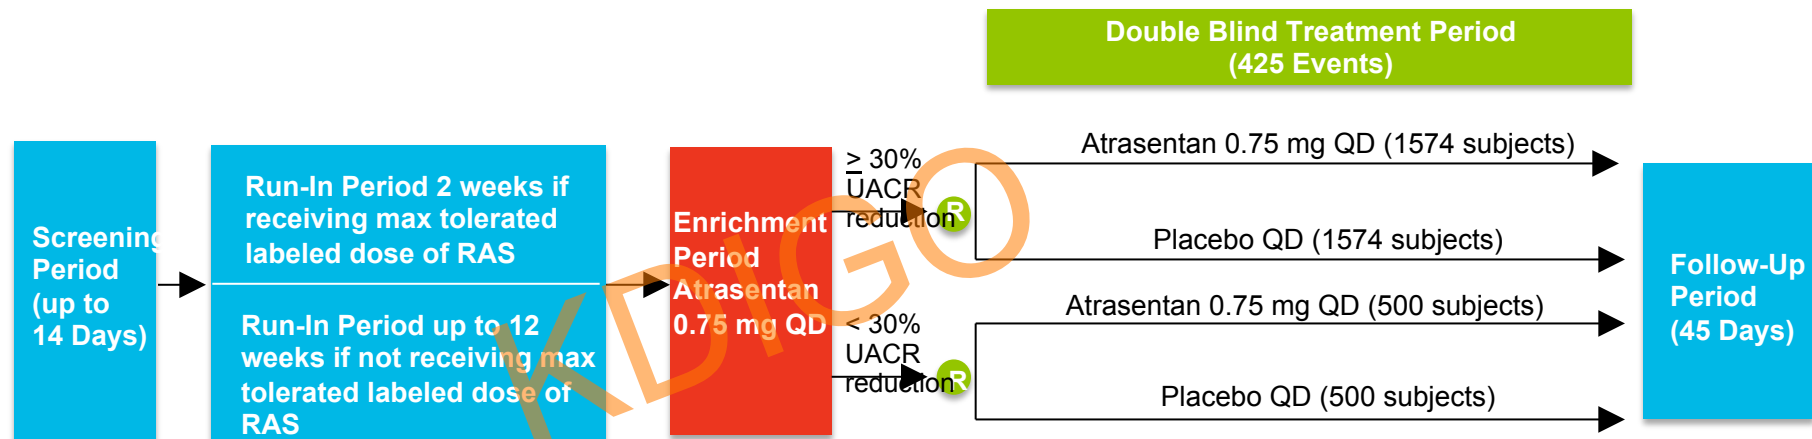 Double Blind Treatment Period
(425 Events)
Screening
Period
(up to
14 Days)
Run-In Period 2 weeks if
receiving max tolerated
labeled dose of RAS
Run-In Period up to 12
weeks if not receiving max
tolerated labeled dose of
RAS
Enrichment
Period
Atrasentan
0.75 mg QD
≥ 30%
UACR
reduction
R
Atrasentan 0.75 mg QD (1574 subjects)
Placebo QD (1574 subjects)
< 30%
UACR
reduction
R
Atrasentan 0.75 mg QD (500 subjects)
Placebo QD (500 subjects)
Follow-Up
Period
(45 Days)
KDIGO